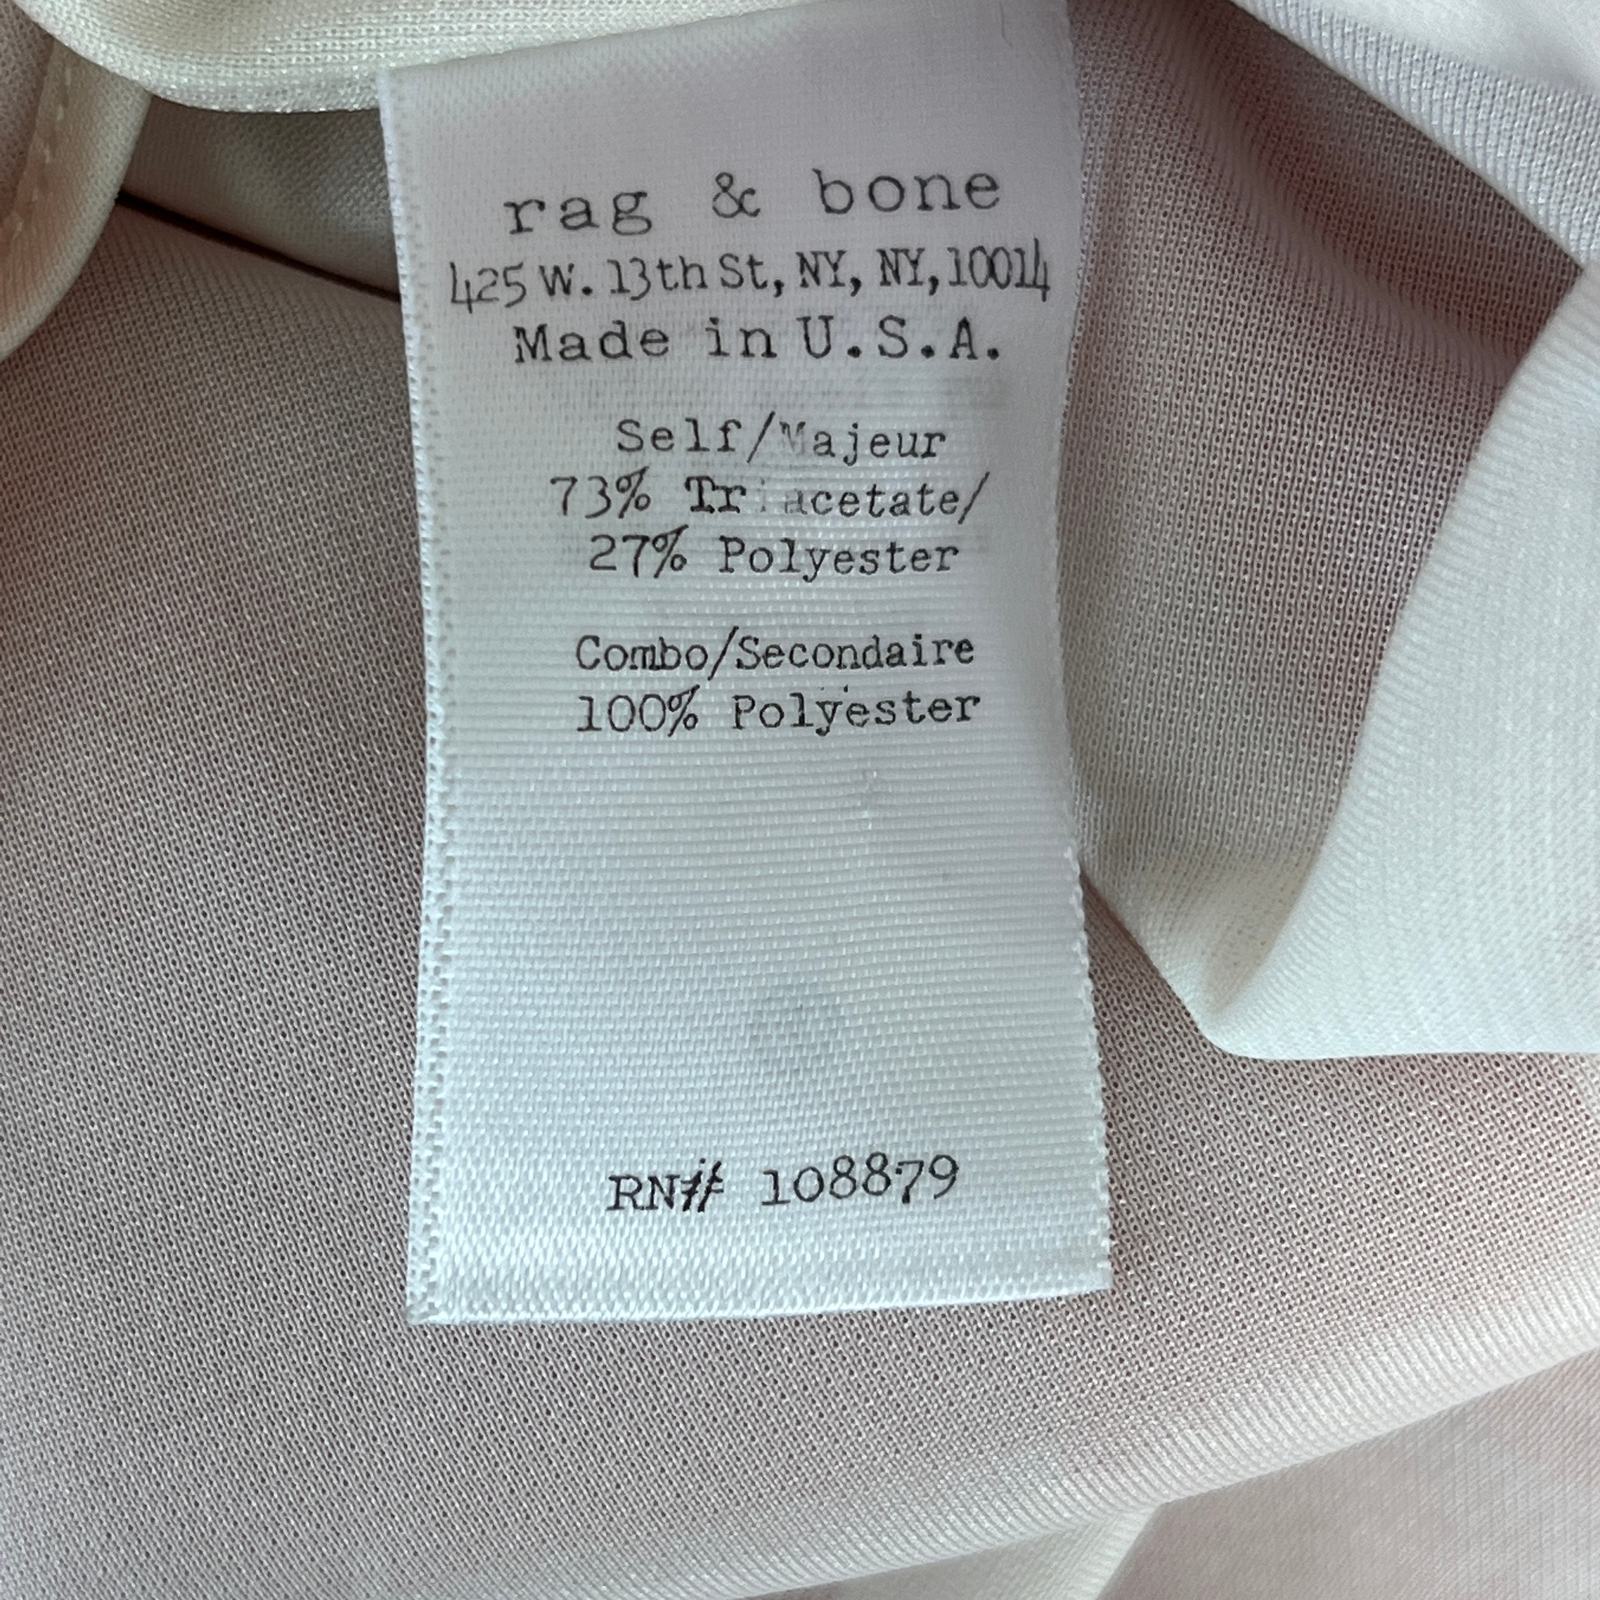 rag & bone
425 W. 13th St, NY, NY, 10014
Made in U.S.A.
Self/Majeur
73% Triacetate/
27% Polyester
Combo/Secondaire
100% Polyester
RN# 108879